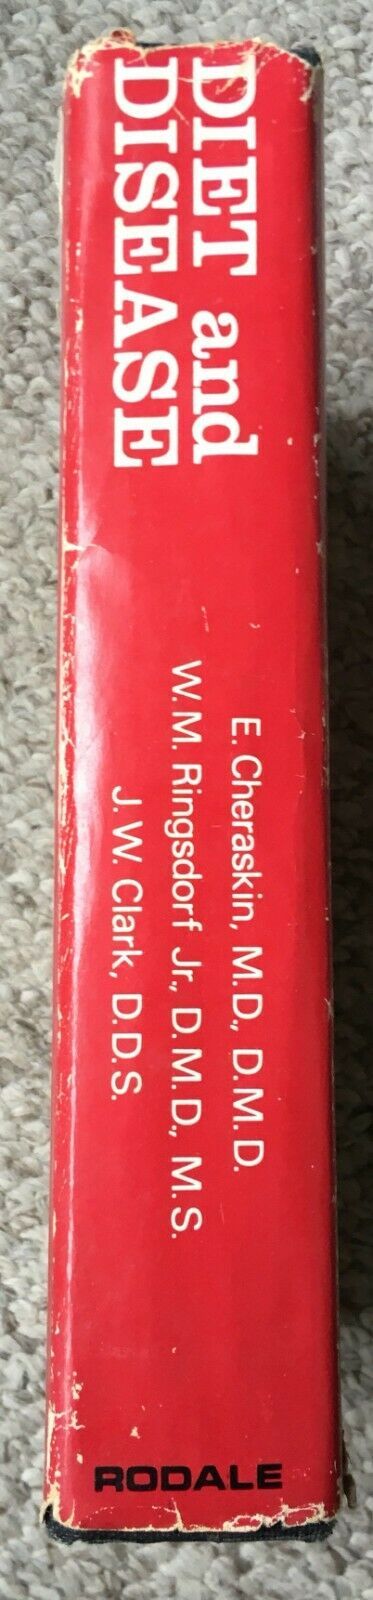 DIET and
DISEASE
E. Cheraskin, M.D., D.M.D.
W.M. Ringsdorf Jr., D.M.D., M.S.
J.W. Clark, D.D.S.
RODALE